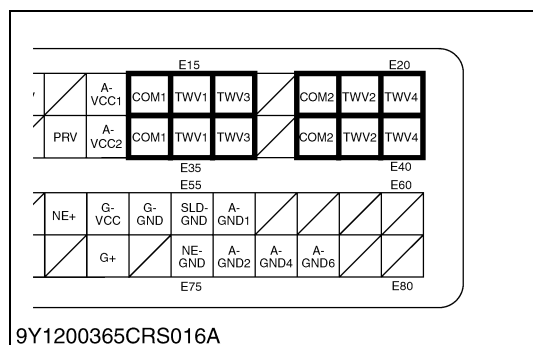 E15 E20
A-VCC1 COM1 TWV1 TWV3 COM2 TWV2 TWV4
PRV A-VCC2 COM1 TWV1 TWV3 COM2 TWV2 TWV4
E35 E40
E55 E60
NE+ G-VCC G-GND SLD-GND A-GND1
G+ NE-GND A-GND2 A-GND4 A-GND6
E75 E80
9Y1200365CRS016A